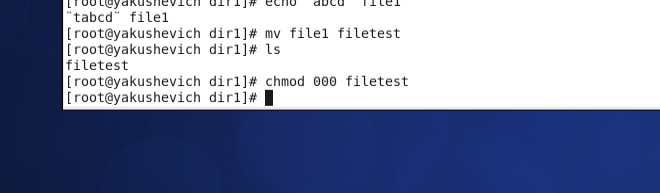 [root@yakushevich dir1]# echo ¨abcd¨ file1
¨tabcd¨ file1
[root@yakushevich dir1]# mv file1 filetest
[root@yakushevich dir1]# ls
filetest
[root@yakushevich dir1]# chmod 000 filetest
[root@yakushevich dir1]#